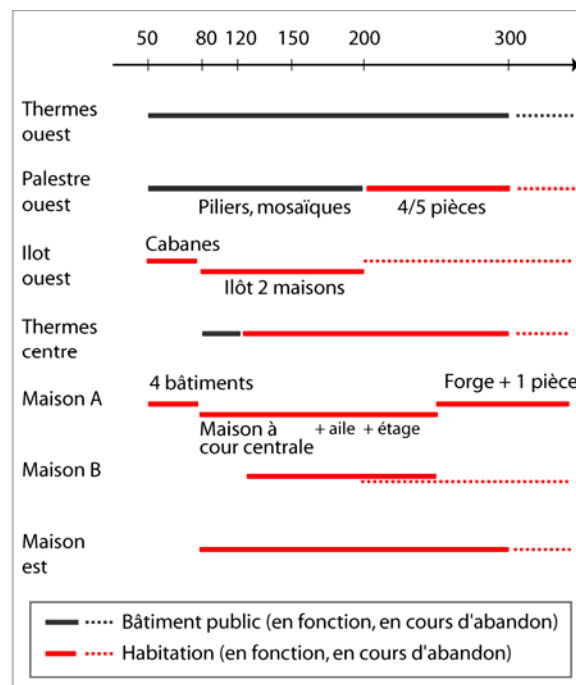 50 80 120 150 200 300
Thermes
ouest
Palestre
ouest
Piliers, mosaïques 4/5 pièces
Ilot
ouest
Cabanes
Ilôt 2 maisons
Thermes
centre
Maison A
4 bâtiments Forge + 1 pièce
Maison à
cour centrale
+ aile + étage
Maison B
Maison
est
Bâtiment public (en fonction, en cours d'abandon)
Habitation (en fonction, en cours d'abandon)